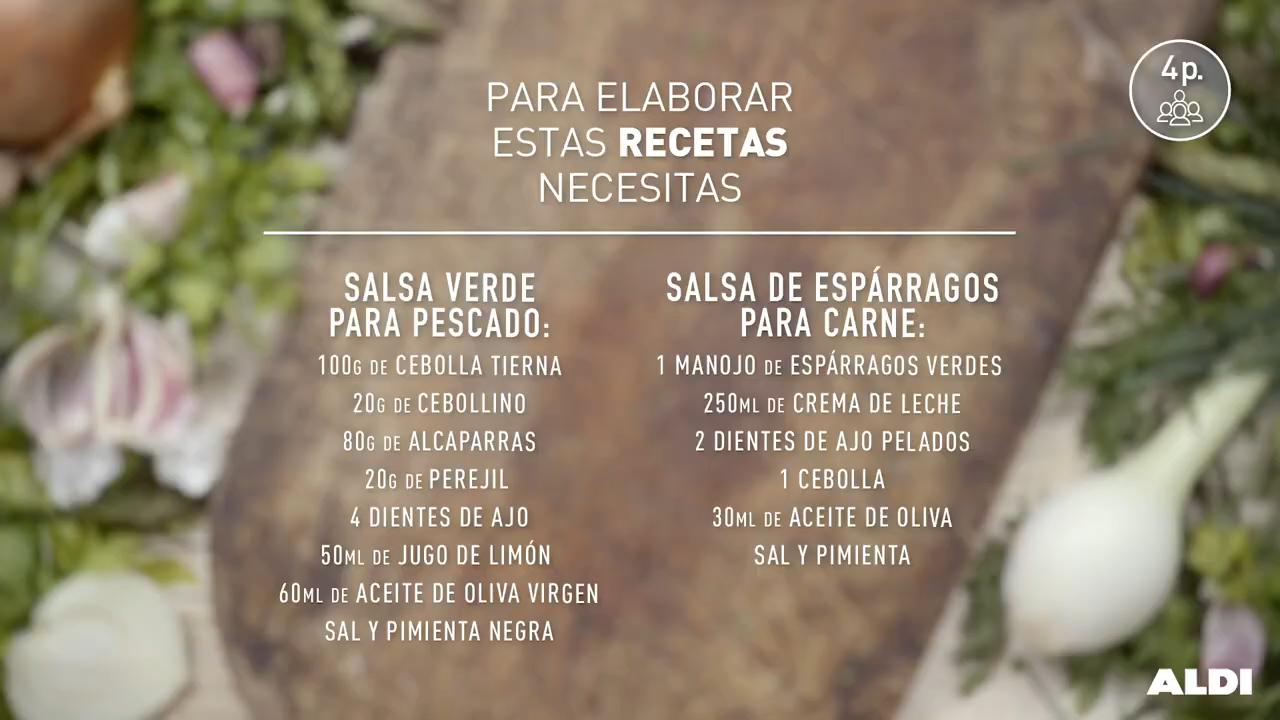 PARA ELABORAR
ESTAS RECETAS
NECESITAS
4p.
SALSA VERDE
PARA PESCADO:
100G DE CEBOLLA TIERNA
20G DE CEBOLLINO
80G DE ALCAPARRAS
20G DE PEREJIL
4 DIENTES DE AJO
50ML DE JUGO DE LIMÓN
60ML DE ACEITE DE OLIVA VIRGEN
SAL Y PIMIENTA NEGRA
SALSA DE ESPÁRRAGOS
PARA CARNE:
1 MANOJO DE ESPÁRRAGOS VERDES
250ML DE CREMA DE LECHE
2 DIENTES DE AJO PELADOS
1 CEBOLLA
30ML DE ACEITE DE OLIVA
SAL Y PIMIENTA
ALDI